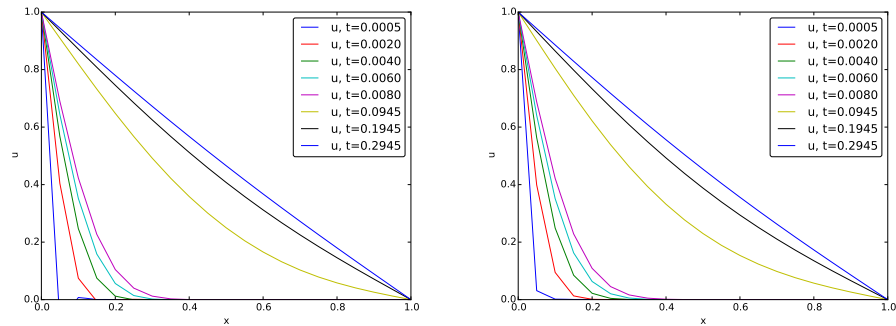 1.0
0.8
0.6
0.4
0.2
0.0
u
0.0 0.2 0.4 0.6 0.8 1.0
x
u, t=0.0005
u, t=0.0020
u, t=0.0040
u, t=0.0060
u, t=0.0080
u, t=0.0945
u, t=0.1945
u, t=0.2945
1.0
0.8
0.6
0.4
0.2
0.0
u
0.0 0.2 0.4 0.6 0.8 1.0
x
u, t=0.0005
u, t=0.0020
u, t=0.0040
u, t=0.0060
u, t=0.0080
u, t=0.0945
u, t=0.1945
u, t=0.2945